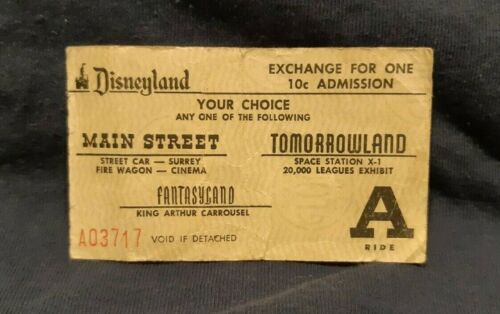 Disneyland
EXCHANGE FOR ONE
10c ADMISSION
YOUR CHOICE
ANY ONE OF THE FOLLOWING
MAIN STREET
STREET CAR — SURREY
FIRE WAGON — CINEMA
TOMORROWLAND
SPACE STATION X-1
20,000 LEAGUES EXHIBIT
FANTASYLAND
KING ARTHUR CARROUSEL
A
RIDE
A03717 VOID IF DETACHED